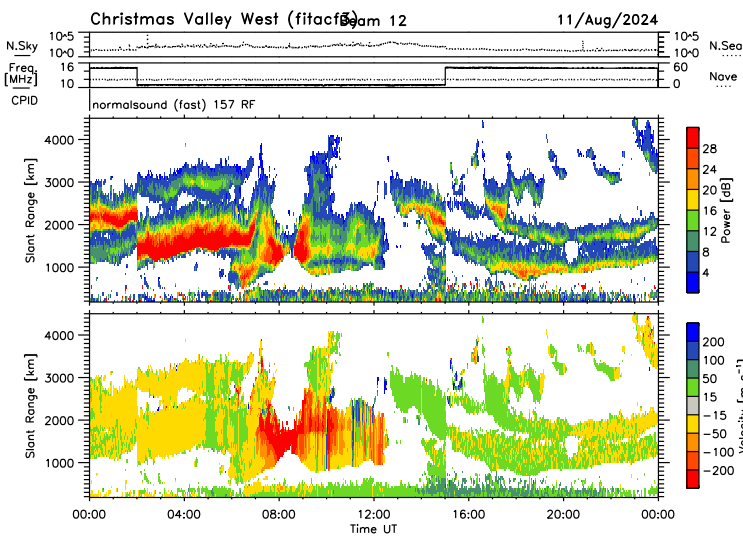 Christmas Valley West (fitacf3) Beam 12 11/Aug/2024
N.Sky 10^5 10^0 10^5 10^0 N.Sea
Freq [MHz] 16 10 60 0 Nave
CPID normalsound (fast) 157 RF
Slant Range [km] 4000 3000 2000 1000
Power [dB] 28 24 20 16 12 8 4
Slant Range [km] 4000 3000 2000 1000
200 100 50 15 -15 -50 -100 -200
00:00 04:00 08:00 12:00 16:00 20:00 00:00
Time UT